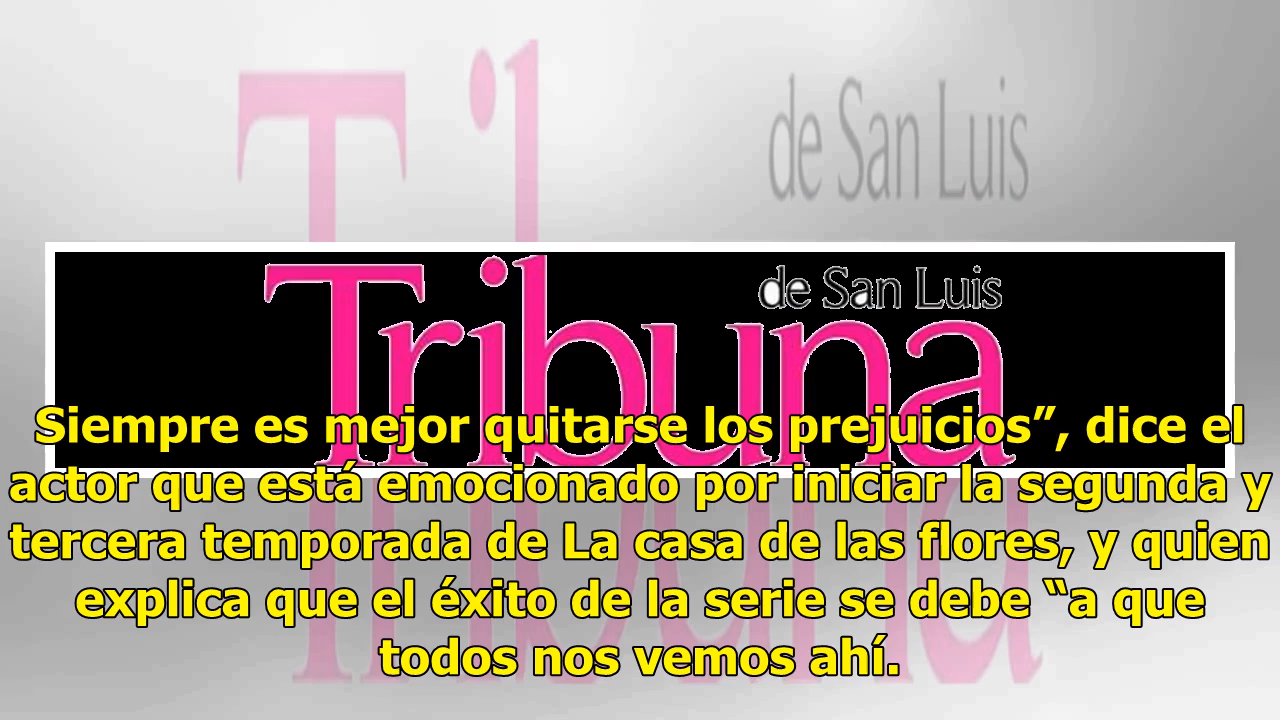 de San Luis
Tribuna
de San Luis
Tribuna
Siempre es mejor quitarse los prejuicios”, dice el
actor que está emocionado por iniciar la segunda y
tercera temporada de La casa de las flores, y quien
explica que el éxito de la serie se debe “a que
todos nos vemos ahí.